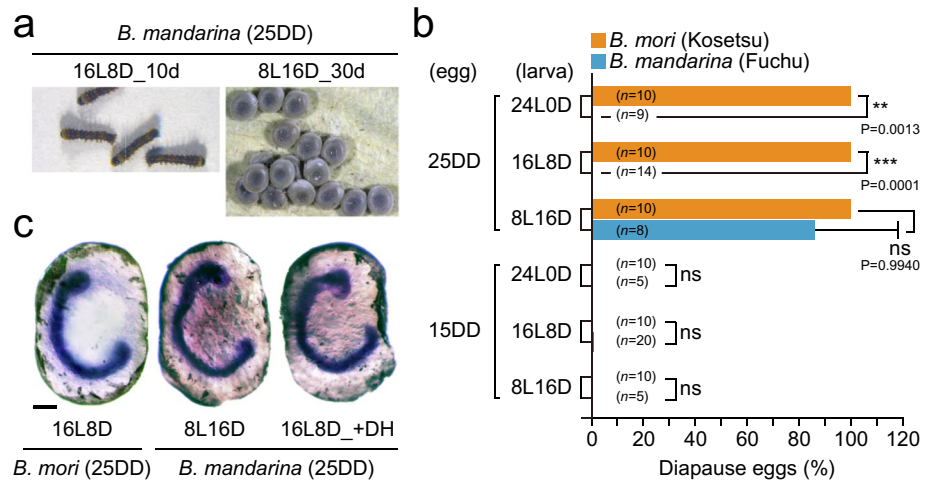 a
B. mandarina (25DD)
16L8D_10d
8L16D_30d
b
B. mori (Kosetsu)
B. mandarina (Fuchu)
(egg)
(larva)
25DD
24L0D
(n=10)
(n=9)
**
P=0.0013
16L8D
(n=10)
(n=14)
***
P=0.0001
8L16D
(n=10)
(n=8)
ns
P=0.9940
15DD
24L0D
(n=10)
(n=5)
ns
16L8D
(n=10)
(n=20)
ns
8L16D
(n=10)
(n=5)
ns
0 20 40 60 80 100 120
Diapause eggs (%)
c
16L8D
8L16D
16L8D_+DH
B. mori (25DD)
B. mandarina (25DD)